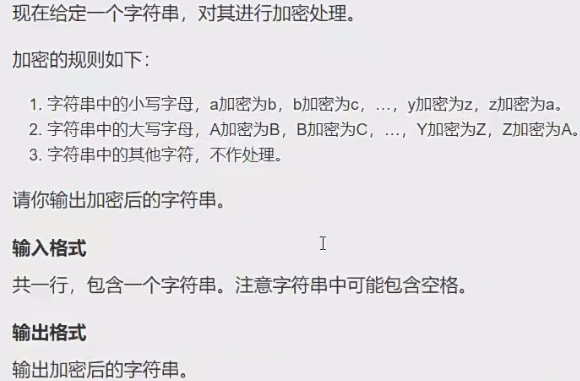 现在给定一个字符串，对其进行加密处理。
加密的规则如下：
1. 字符串中的小写字母，a加密为b，b加密为c，…，y加密为z，z加密为a。
2. 字符串中的大写字母，A加密为B，B加密为C，…，Y加密为Z，Z加密为A。
3. 字符串中的其他字符，不作处理。
请你输出加密后的字符串。
输入格式
共一行，包含一个字符串。注意字符串中可能包含空格。
输出格式
输出加密后的字符串。